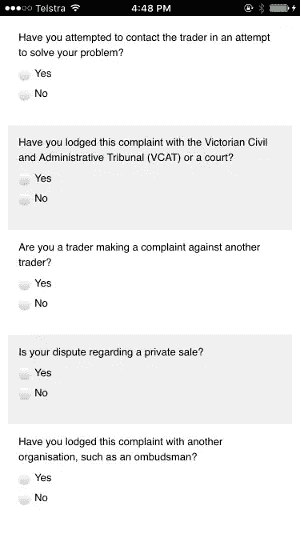 Telstra 4:48 PM
Have you attempted to contact the trader in an attempt
to solve your problem?
Yes
No
Have you lodged this complaint with the Victorian Civil
and Administrative Tribunal (VCAT) or a court?
Yes
No
Are you a trader making a complaint against another
trader?
Yes
No
Is your dispute regarding a private sale?
Yes
No
Have you lodged this complaint with another
organisation, such as an ombudsman?
Yes
No